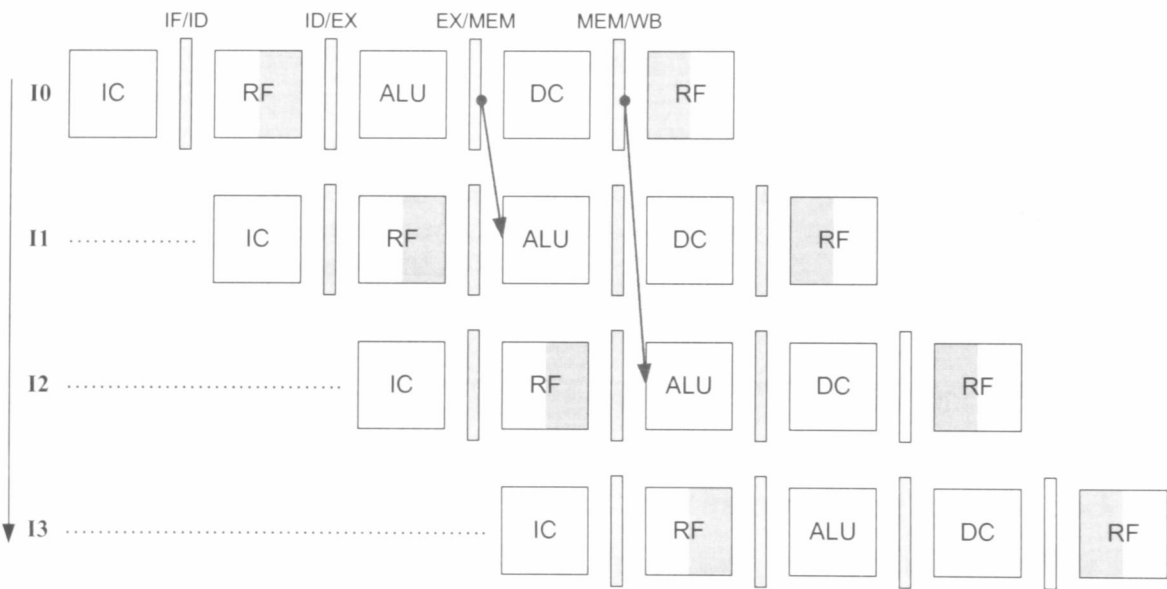 IF/ID ID/EX EX/MEM MEM/WB
I0 IC RF ALU DC RF
I1 IC RF ALU DC RF
I2 IC RF ALU DC RF
I3 IC RF ALU DC RF